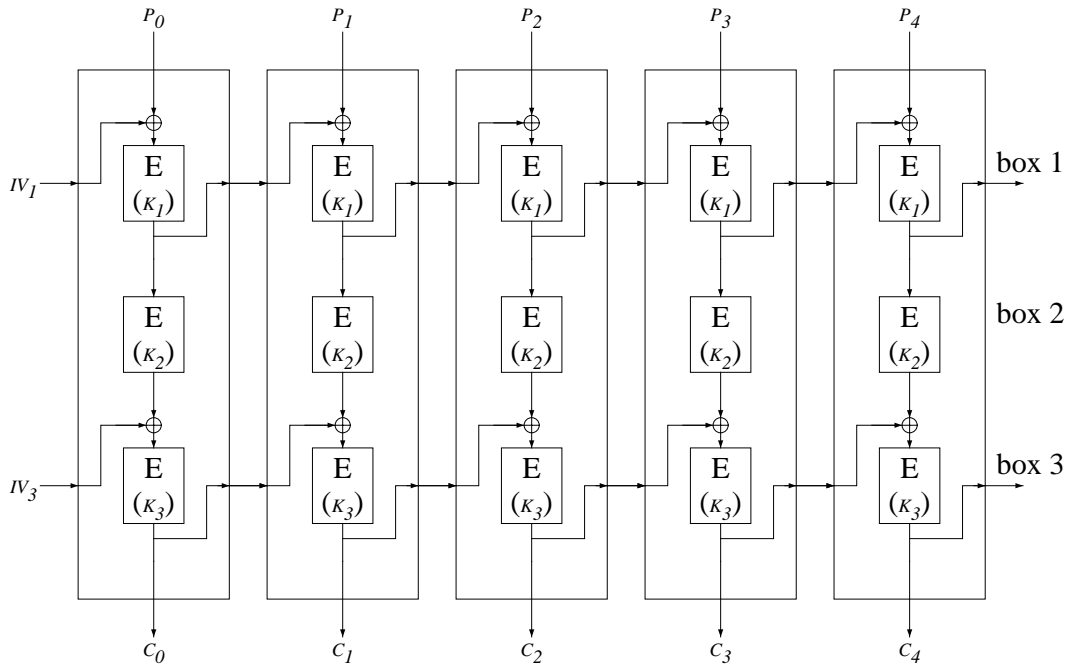 P0 P1 P2 P3 P4
E E E E E box 1
IV1 (K1) (K1) (K1) (K1) (K1)
E E E E E box 2
(K2) (K2) (K2) (K2) (K2)
E E E E E box 3
IV3 (K3) (K3) (K3) (K3) (K3)
C0 C1 C2 C3 C4